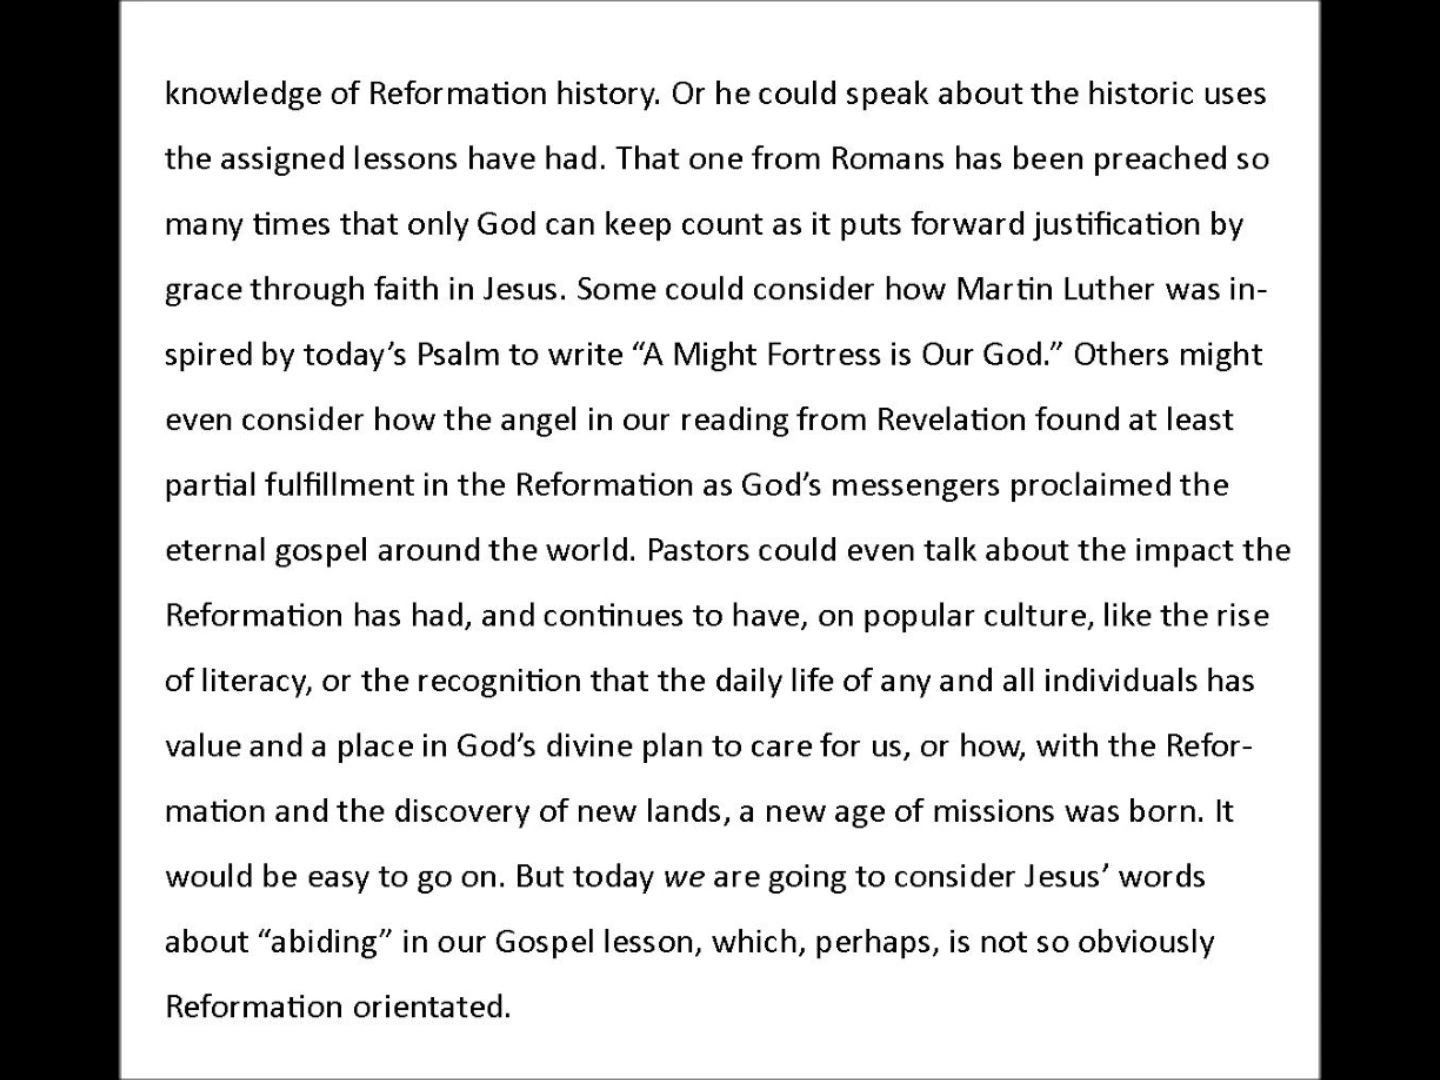 knowledge of Reformation history. Or he could speak about the historic uses
the assigned lessons have had. That one from Romans has been preached so
many times that only God can keep count as it puts forward justification by
grace through faith in Jesus. Some could consider how Martin Luther was in-
spired by today’s Psalm to write “A Might Fortress is Our God.” Others might
even consider how the angel in our reading from Revelation found at least
partial fulfillment in the Reformation as God’s messengers proclaimed the
eternal gospel around the world. Pastors could even talk about the impact the
Reformation has had, and continues to have, on popular culture, like the rise
of literacy, or the recognition that the daily life of any and all individuals has
value and a place in God’s divine plan to care for us, or how, with the Refor-
mation and the discovery of new lands, a new age of missions was born. It
would be easy to go on. But today we are going to consider Jesus’ words
about “abiding” in our Gospel lesson, which, perhaps, is not so obviously
Reformation orientated.